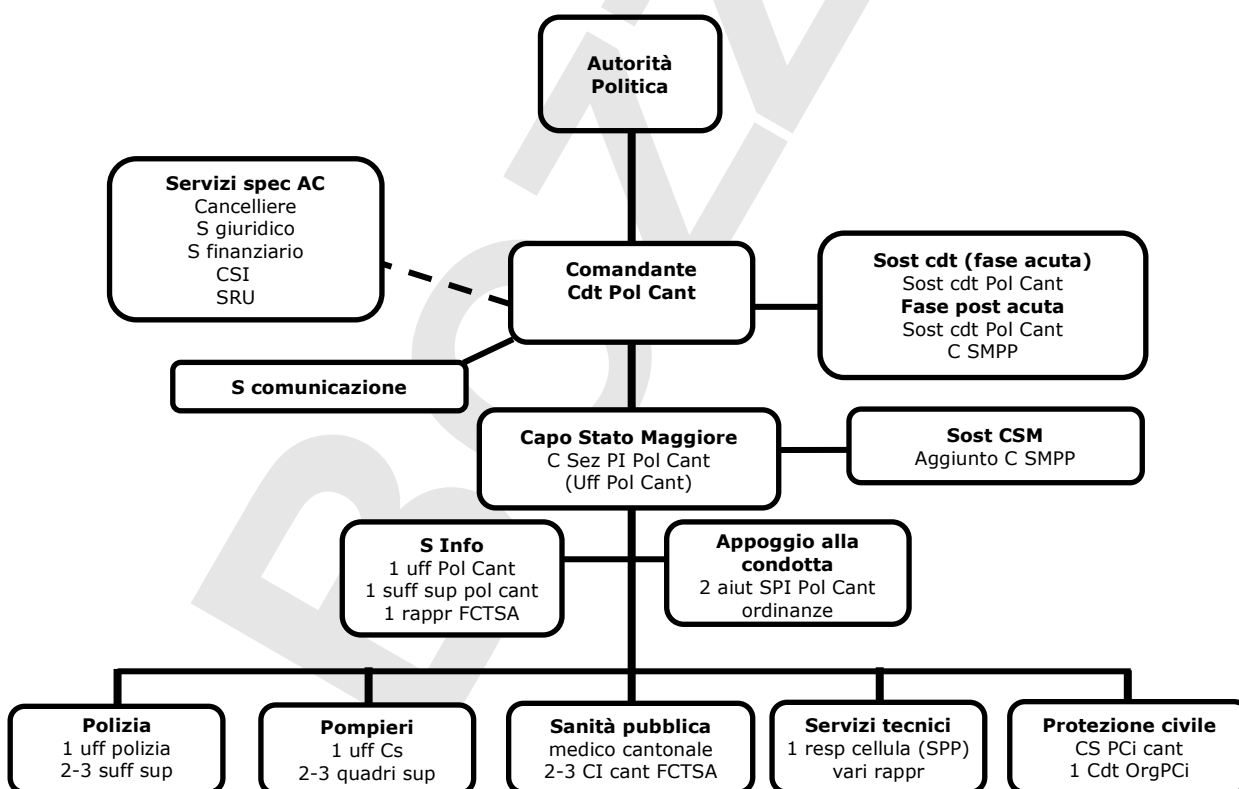 Autorità
Politica
Servizi spec AC
Cancelliere
S giuridico
S finanziario
CSI
SRU
Comandante
Cdt Pol Cant
Sost cdt (fase acuta)
Sost cdt Pol Cant
Fase post acuta
Sost cdt Pol Cant
C SMPP
S comunicazione
Capo Stato Maggiore
C Sez PI Pol Cant
(Uff Pol Cant)
Sost CSM
Aggiunto C SMPP
S Info
1 uff Pol Cant
1 suff sup pol cant
1 rappr FCTSA
Appoggio alla
condotta
2 aiut SPI Pol Cant
ordinanze
Polizia
1 uff polizia
2-3 suff sup
Pompieri
1 uff Cs
2-3 quadri sup
Sanità pubblica
medico cantonale
2-3 CI cant FCTSA
Servizi tecnici
1 resp cellula (SPP)
vari rappr
Protezione civile
CS PCi cant
1 Cdt OrgPCi